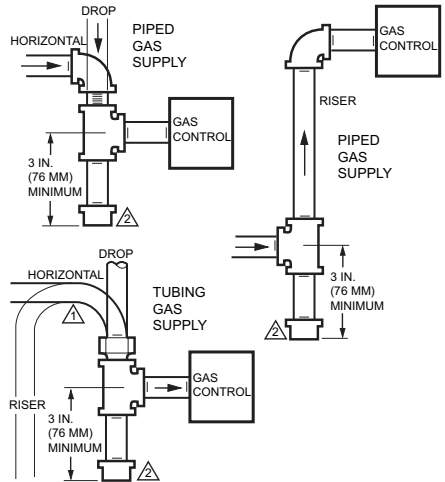 DROP
HORIZONTAL
PIPED
GAS
SUPPLY
GAS
CONTROL
3 IN.
(76 MM)
MINIMUM
2
GAS
CONTROL
RISER
PIPED
GAS
SUPPLY
3 IN.
(76 MM)
MINIMUM
2
DROP
HORIZONTAL
1
TUBING
GAS
SUPPLY
GAS
CONTROL
RISER
3 IN.
(76 MM)
MINIMUM
2